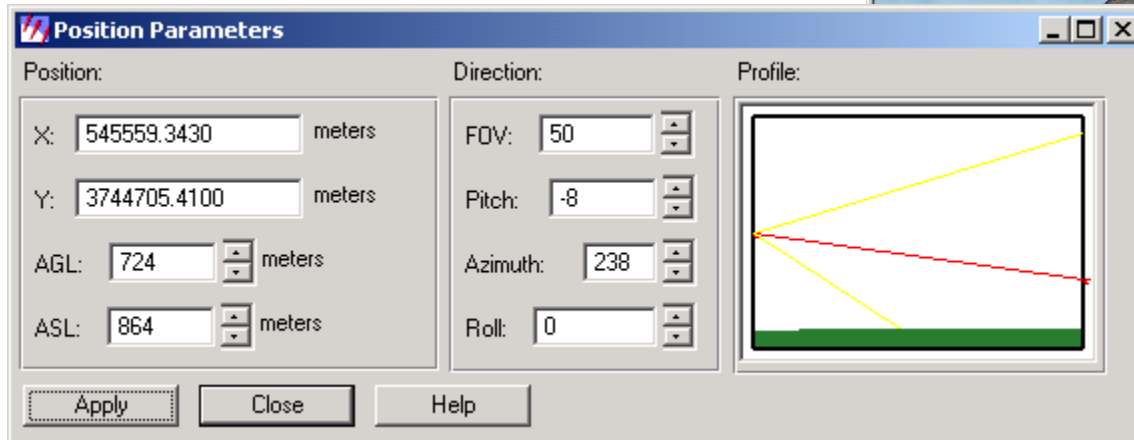 Position Parameters
Position:
X: 545559.3430 meters
Y: 3744705.4100 meters
AGL: 724 meters
ASL: 864 meters
Direction:
FOV: 50
Pitch: -8
Azimuth: 238
Roll: 0
Profile:
Apply Close Help